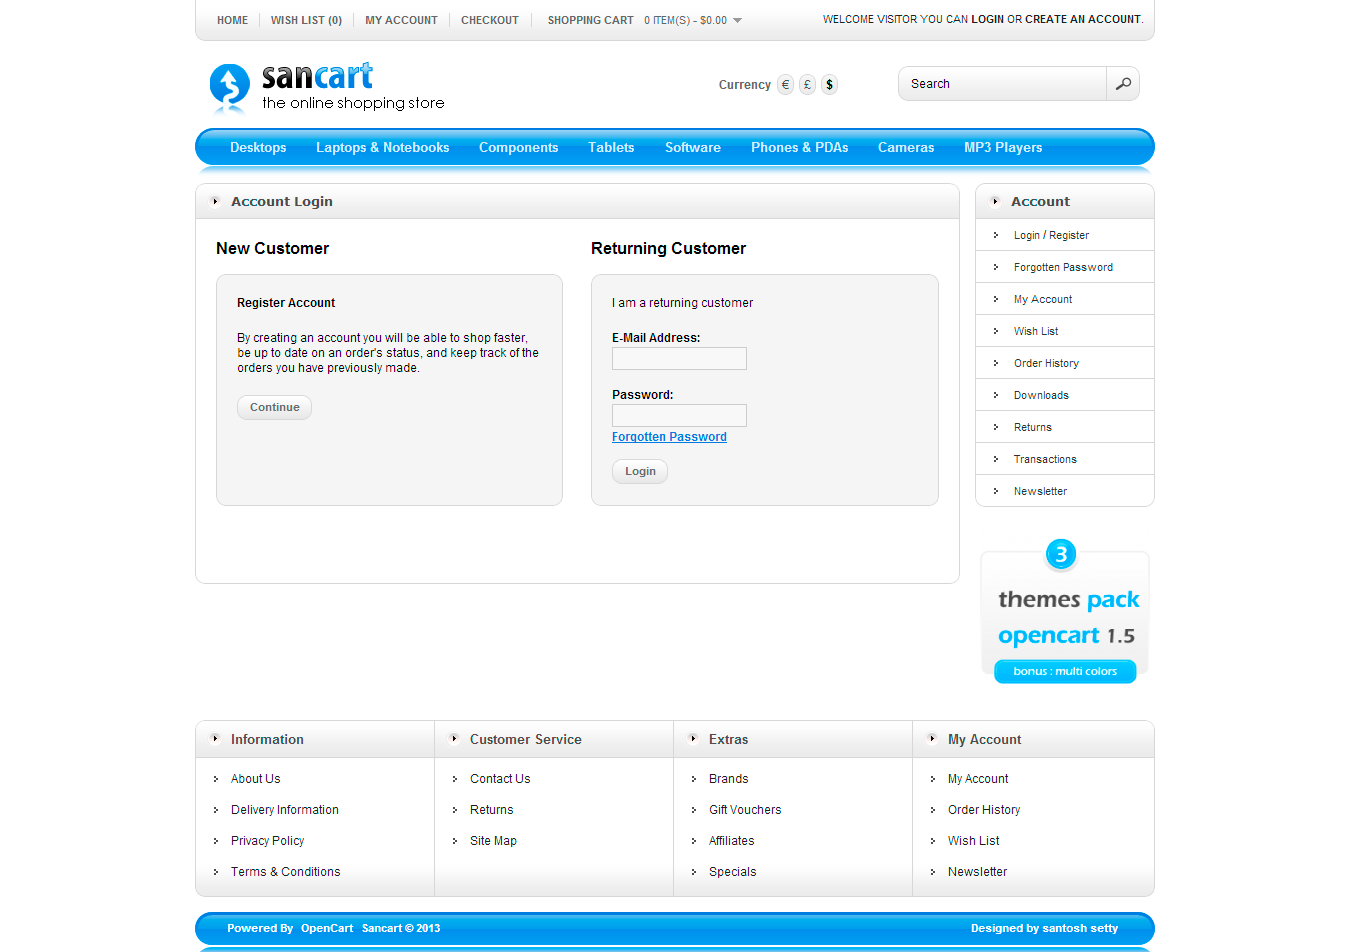 HOME WISH LIST (0) MY ACCOUNT CHECKOUT SHOPPING CART 0 ITEM(S) - $0.00 WELCOME VISITOR YOU CAN LOGIN OR CREATE AN ACCOUNT.
sancart
the online shopping store
Currency € £ $
Search
Desktops Laptops & Notebooks Components Tablets Software Phones & PDAs Cameras MP3 Players
Account Login
New Customer
Register Account
By creating an account you will be able to shop faster,
be up to date on an order's status, and keep track of the
orders you have previously made.
Continue
Returning Customer
I am a returning customer
E-Mail Address:
Password:
Forgotten Password
Login
Account
Login / Register
Forgotten Password
My Account
Wish List
Order History
Downloads
Returns
Transactions
Newsletter
3
themes pack
opencart 1.5
bonus : multi colors
Information
About Us
Delivery Information
Privacy Policy
Terms & Conditions
Customer Service
Contact Us
Returns
Site Map
Extras
Brands
Gift Vouchers
Affiliates
Specials
My Account
My Account
Order History
Wish List
Newsletter
Powered By OpenCart Sancart © 2013
Designed by santosh setty